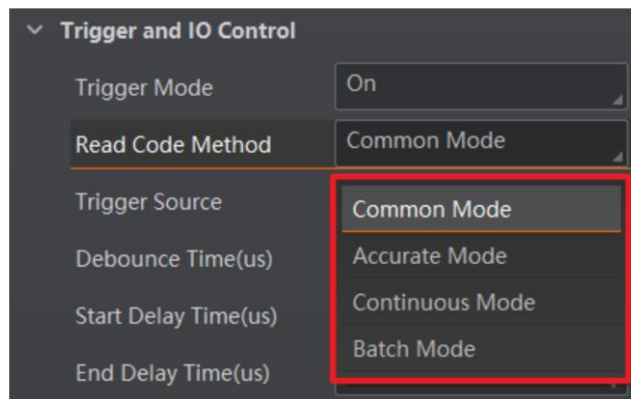 Trigger and IO Control
Trigger Mode On
Read Code Method Common Mode
Trigger Source Common Mode
Debounce Time(us) Accurate Mode
Start Delay Time(us) Continuous Mode
End Delay Time(us) Batch Mode